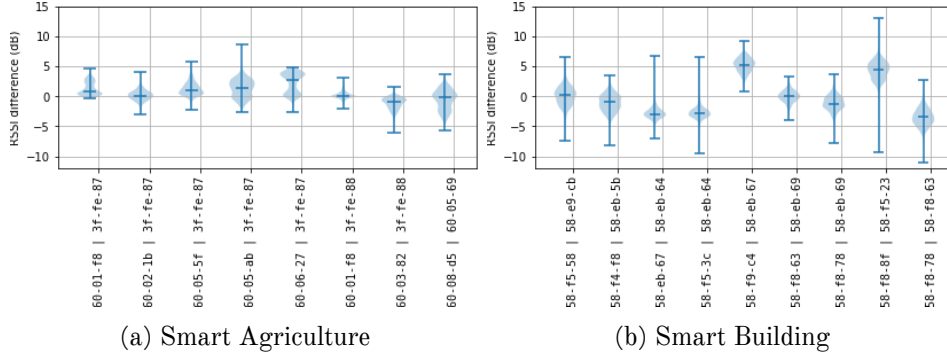 RSSI difference (dB)
15
10
5
0
−5
−10
60-01-f8 | 3f-fe-87
60-02-1b | 3f-fe-87
60-05-5f | 3f-fe-87
60-05-ab | 3f-fe-87
60-06-27 | 3f-fe-87
60-01-f8 | 3f-fe-88
60-03-82 | 3f-fe-88
60-08-d5 | 60-05-69
(a) Smart Agriculture
RSSI difference (dB)
15
10
5
0
−5
−10
58-f5-58 | 58-e9-cb
58-f4-f8 | 58-eb-5b
58-eb-67 | 58-eb-64
58-f5-3c | 58-eb-64
58-f9-c4 | 58-eb-67
58-f8-63 | 58-eb-69
58-f8-78 | 58-eb-69
58-f8-8f | 58-f5-23
58-f8-78 | 58-f8-63
(b) Smart Building